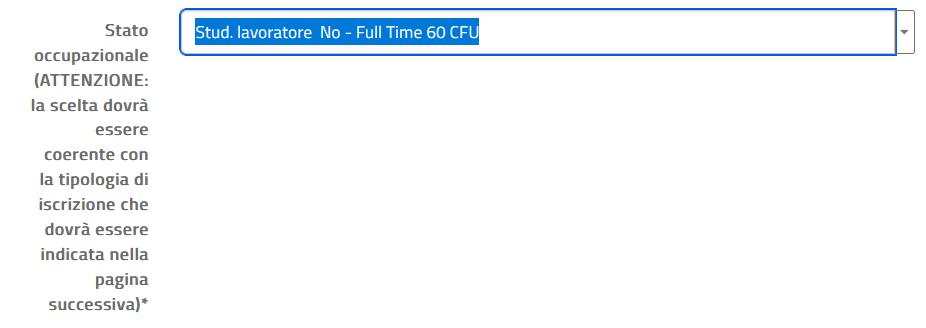 Stato
occupazionale
(ATTENZIONE:
la scelta dovrà
essere
coerente con
la tipologia di
iscrizione che
dovrà essere
indicata nella
pagina
successiva)*
Stud. lavoratore  No - Full Time 60 CFU